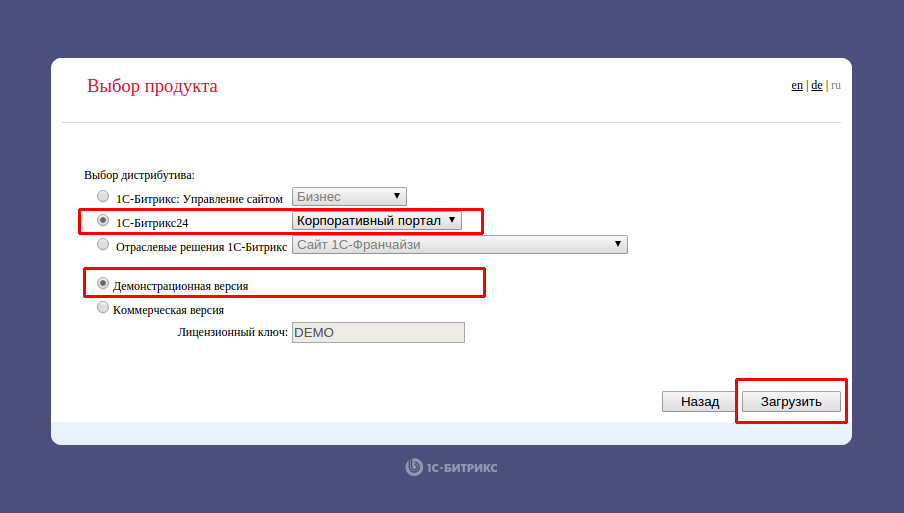 Выбор продукта
en | de | ru
Выбор дистрибутива:
1С-Битрикс: Управление сайтом Бизнес
1С-Битрикс24 Корпоративный портал
Отраслевые решения 1С-Битрикс Сайт 1С-Франчайзи
Демонстрационная версия
Коммерческая версия
Лицензионный ключ: DEMO
Назад Загрузить
1С-БИТРИКС